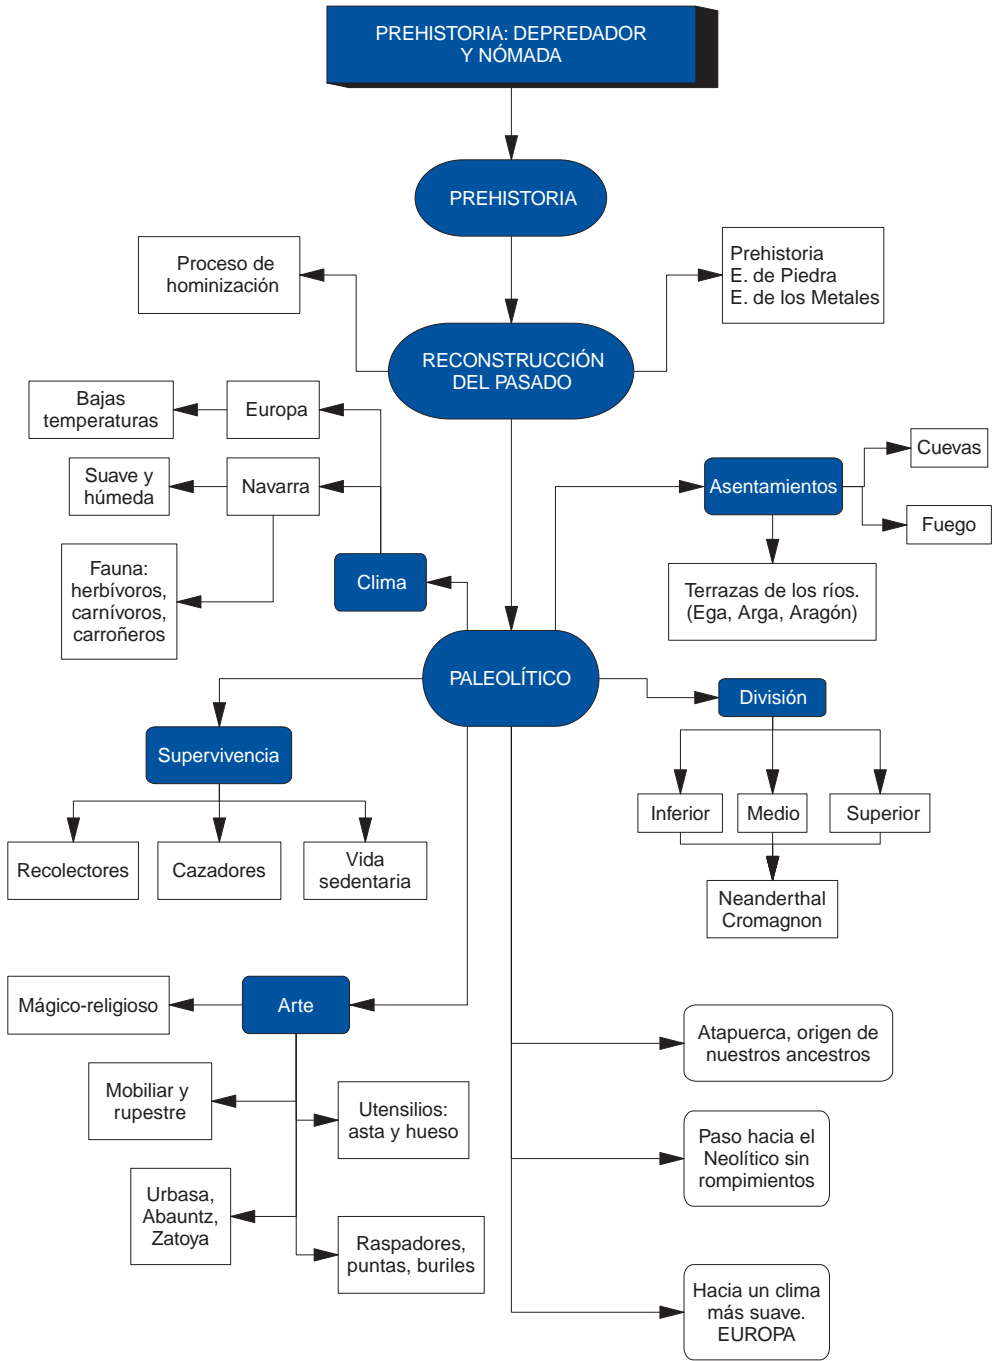 PREHISTORIA: DEPREDADOR
Y NÓMADA
PREHISTORIA
Proceso de
hominización
Prehistoria
E. de Piedra
E. de los Metales
RECONSTRUCCIÓN
DEL PASADO
Bajas
temperaturas
Europa
Suave y
húmeda
Navarra
Fauna:
herbívoros,
carnívoros,
carroñeros
Clima
Asentamientos
Cuevas
Fuego
Terrazas de los ríos.
(Ega, Arga, Aragón)
PALEOLÍTICO
División
Inferior
Medio
Superior
Neanderthal
Cromagnon
Supervivencia
Recolectores
Cazadores
Vida
sedentaria
Mágico-religioso
Arte
Mobiliar y
rupestre
Utensilios:
asta y hueso
Urbasa,
Abauntz,
Zatoya
Raspadores,
puntas, buriles
Atapuerca, origen de
nuestros ancestros
Paso hacia el
Neolítico sin
rompimientos
Hacia un clima
más suave.
EUROPA